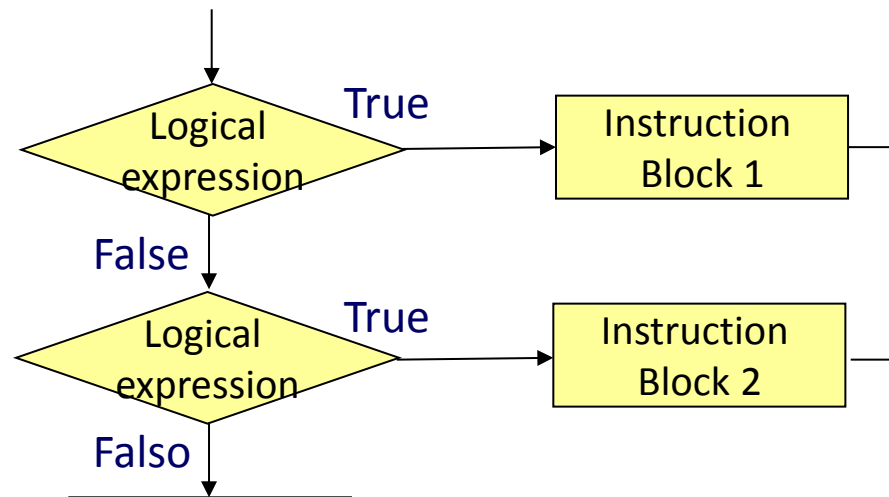 Logical
expression
True
Instruction
Block 1
False
Logical
expression
True
Instruction
Block 2
Falso